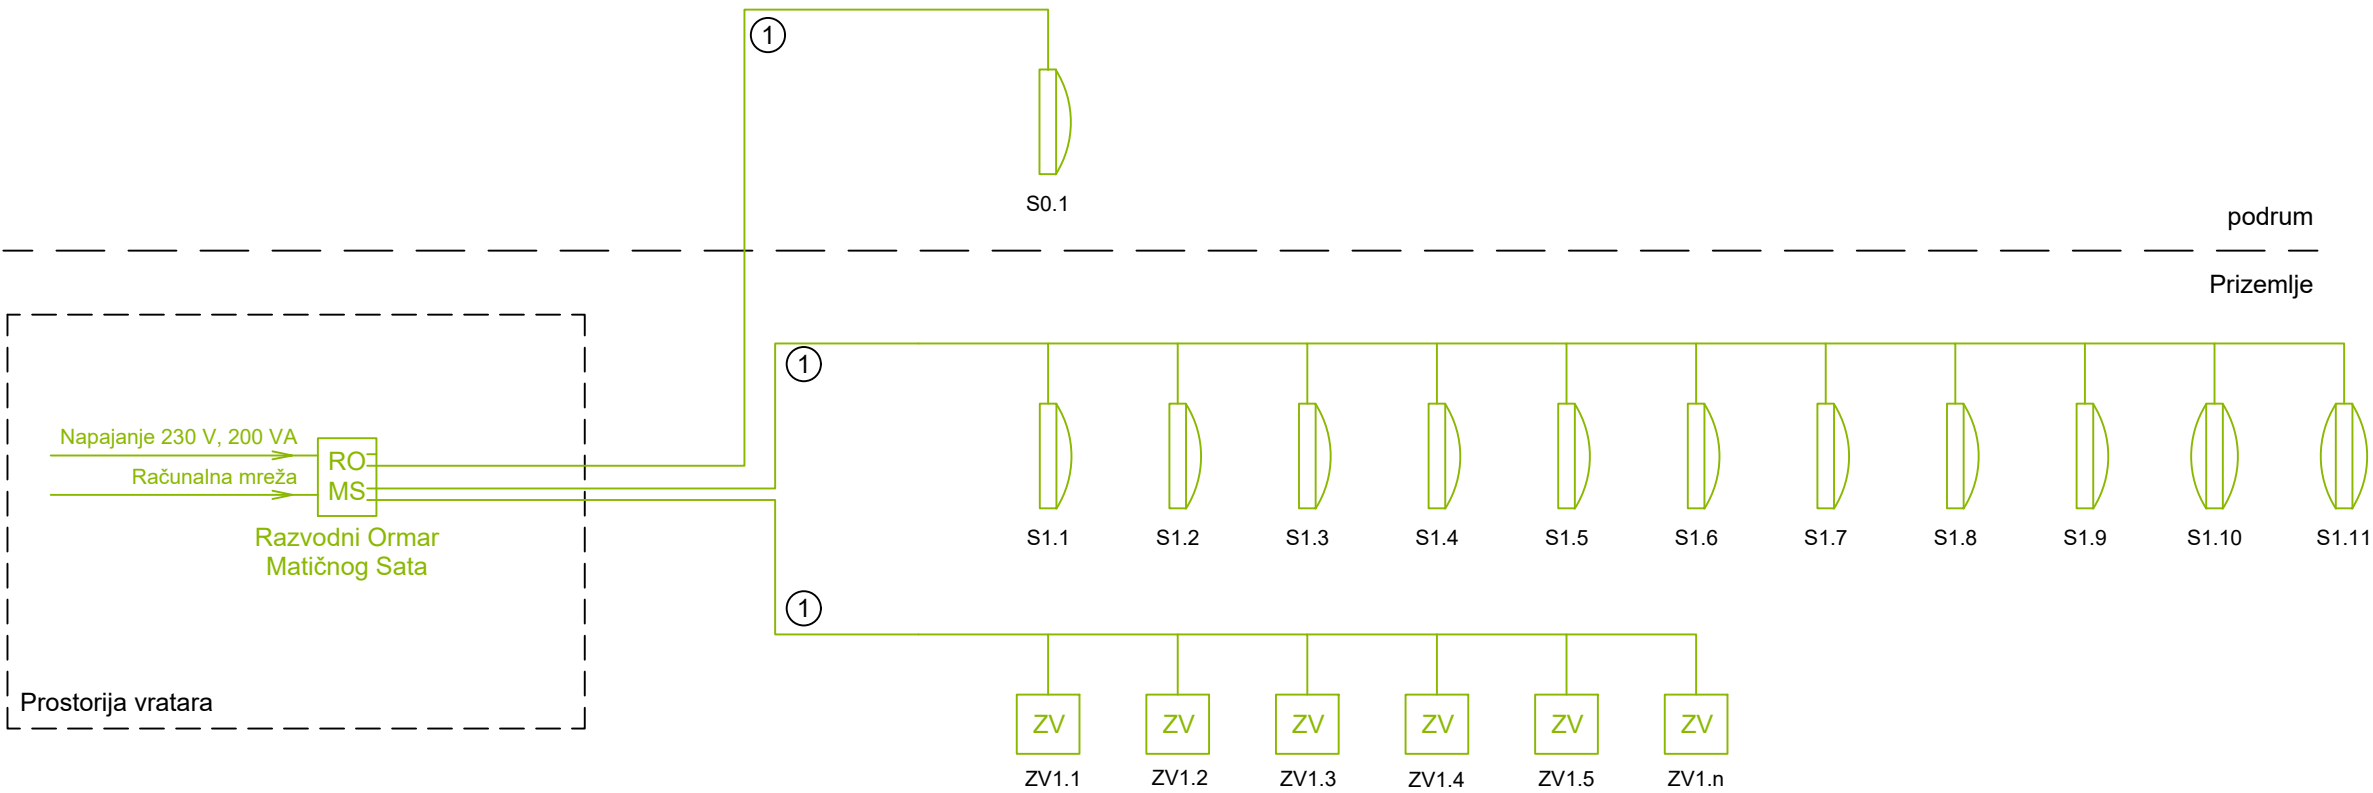 1
S0.1
podrum
Prizemlje
1
Napajanje 230 V, 200 VA
Računalna mreža
RO
MS
Razvodni Ormar
Matičnog Sata
S1.1 S1.2 S1.3 S1.4 S1.5 S1.6 S1.7 S1.8 S1.9 S1.10 S1.11
1
Prostorija vratara
ZV ZV ZV ZV ZV ZV
ZV1.1 ZV1.2 ZV1.3 ZV1.4 ZV1.5 ZV1.n